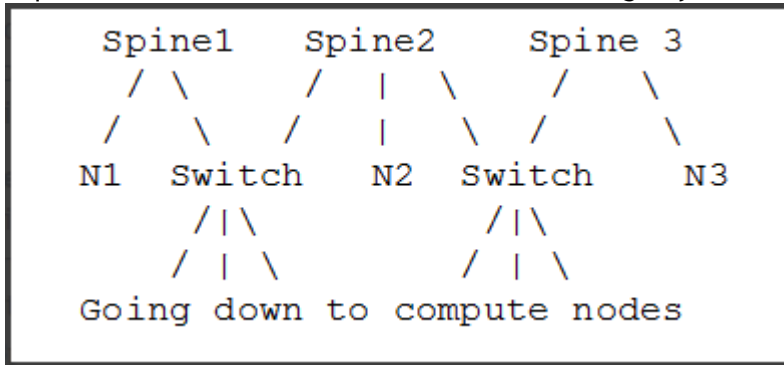 Spine1 Spine2 Spine 3
/ \ / | \ / \
/ \ / | \ / \
N1 Switch N2 Switch N3
/|\ /|\
/ | \ / | \
Going down to compute nodes